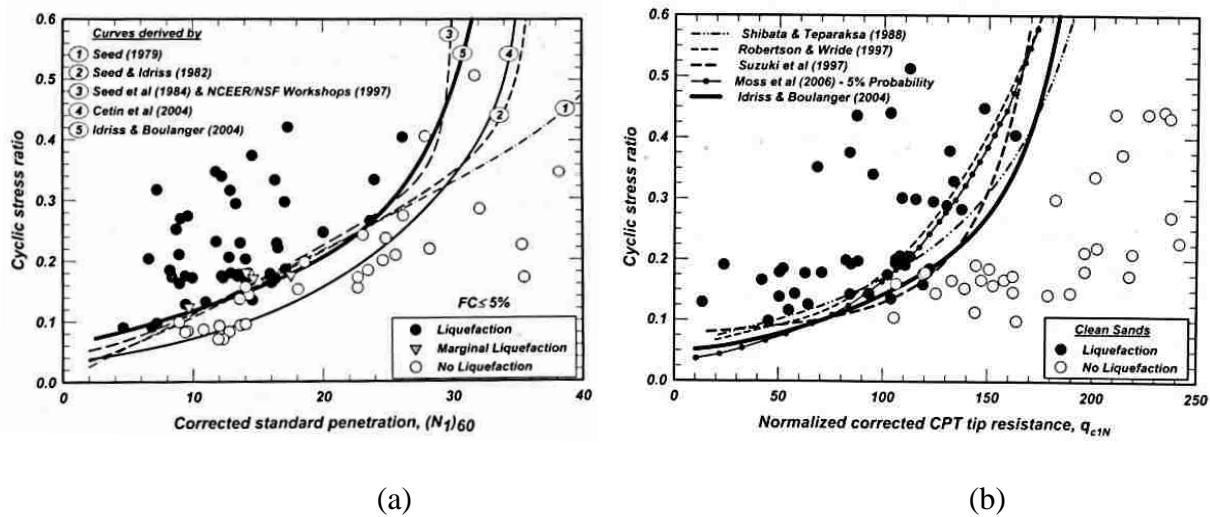 (a)
Curves derived by
1 Seed (1979)
2 Seed & Idriss (1982)
3 Seed et al (1984) & NCEER/NSF Workshops (1997)
4 Cetin et al (2004)
5 Idriss & Boulanger (2004)
3
5
4
2
1
FC≤ 5%
Liquefaction
Marginal Liquefaction
No Liquefaction
Cyclic stress ratio
0.6
0.5
0.4
0.3
0.2
0.1
0.0
0
10
20
30
40
Corrected standard penetration, (N1)60
(b)
Shibata & Teparaksa (1988)
Robertson & Wride (1997)
Suzuki et al (1997)
Moss et al (2006) - 5% Probability
Idriss & Boulanger (2004)
Clean Sands
Liquefaction
No Liquefaction
Cyclic stress ratio
0.6
0.5
0.4
0.3
0.2
0.1
0.0
0
50
100
150
200
250
Normalized corrected CPT tip resistance, qc1N
(a)
(b)